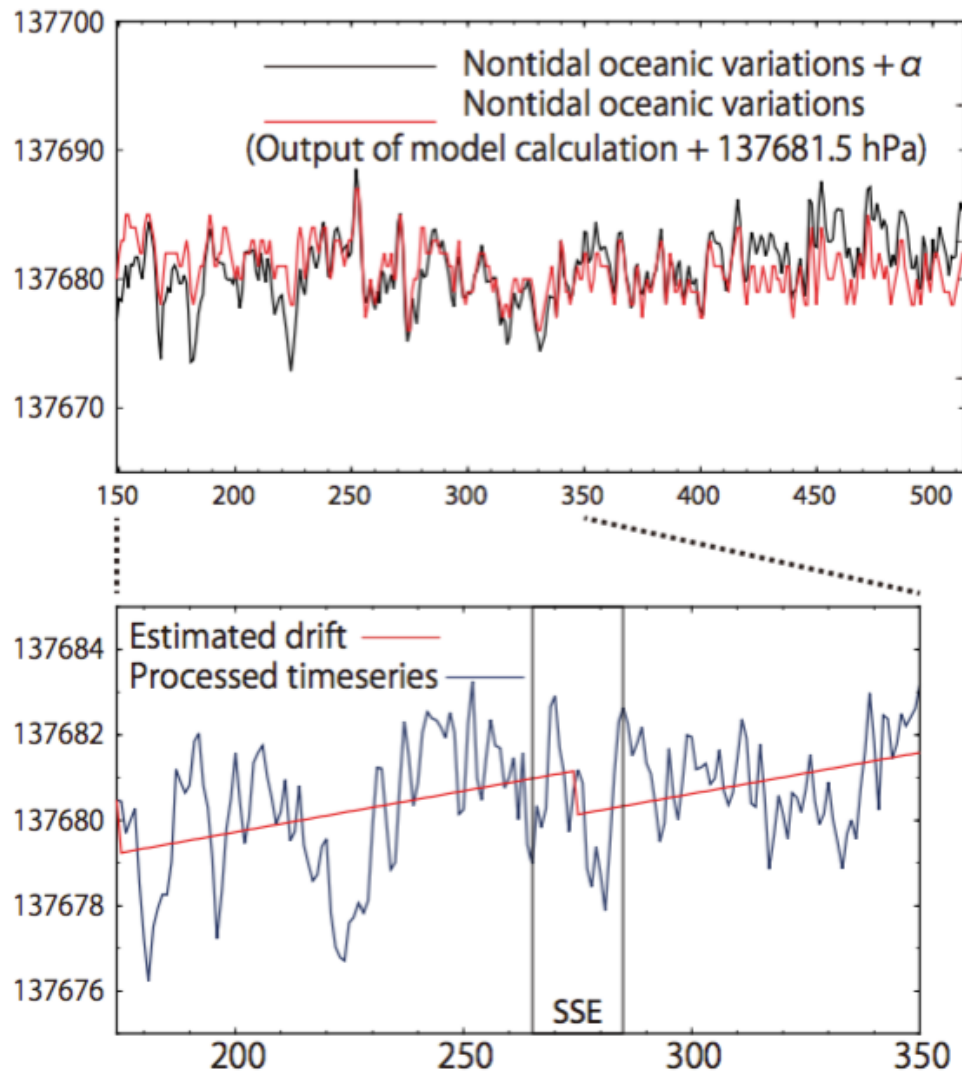 137700
Nontidal oceanic variations + α
Nontidal oceanic variations
137690
(Output of model calculation + 137681.5 hPa)
137680
137670
150 200 250 300 350 400 450 500
137684
Estimated drift
Processed timeseries
137682
137680
137678
137676
SSE
200 250 300 350